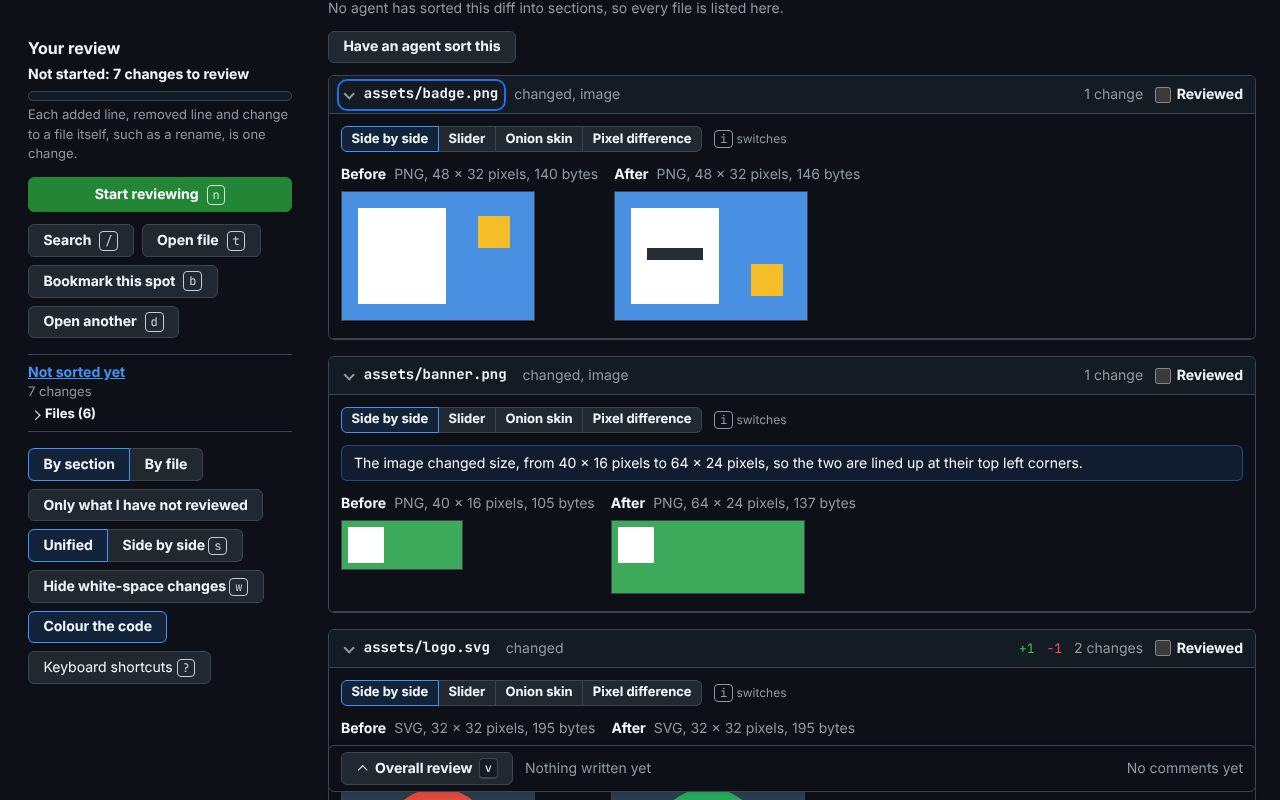 No agent has sorted this diff into sections, so every file is listed here.
Have an agent sort this
Your review
Not started: 7 changes to review
Each added line, removed line and change
to a file itself, such as a rename, is one
change.
Start reviewing n
Search /
Open file t
Bookmark this spot b
Open another d
Not sorted yet
7 changes
Files (6)
By section
By file
Only what I have not reviewed
Unified
Side by side s
Hide white-space changes w
Colour the code
Keyboard shortcuts ?
assets/badge.png changed, image 1 change Reviewed
Side by side Slider Onion skin Pixel difference i switches
Before PNG, 48 × 32 pixels, 140 bytes
After PNG, 48 × 32 pixels, 146 bytes
assets/banner.png changed, image 1 change Reviewed
Side by side Slider Onion skin Pixel difference i switches
The image changed size, from 40 × 16 pixels to 64 × 24 pixels, so the two are lined up at their top left corners.
Before PNG, 40 × 16 pixels, 105 bytes
After PNG, 64 × 24 pixels, 137 bytes
assets/logo.svg changed +1 -1 2 changes Reviewed
Side by side Slider Onion skin Pixel difference i switches
Before SVG, 32 × 32 pixels, 195 bytes
After SVG, 32 × 32 pixels, 195 bytes
Overall review v Nothing written yet No comments yet